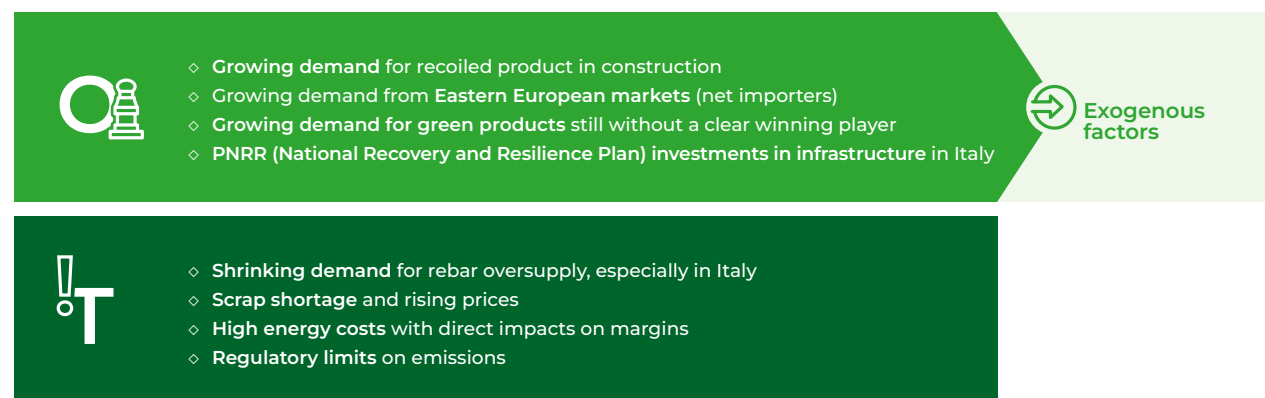 O
◇ Growing demand for recoiled product in construction
◇ Growing demand from Eastern European markets (net importers)
◇ Growing demand for green products still without a clear winning player
◇ PNRR (National Recovery and Resilience Plan) investments in infrastructure in Italy
Exogenous
factors
!T
◇ Shrinking demand for rebar oversupply, especially in Italy
◇ Scrap shortage and rising prices
◇ High energy costs with direct impacts on margins
◇ Regulatory limits on emissions